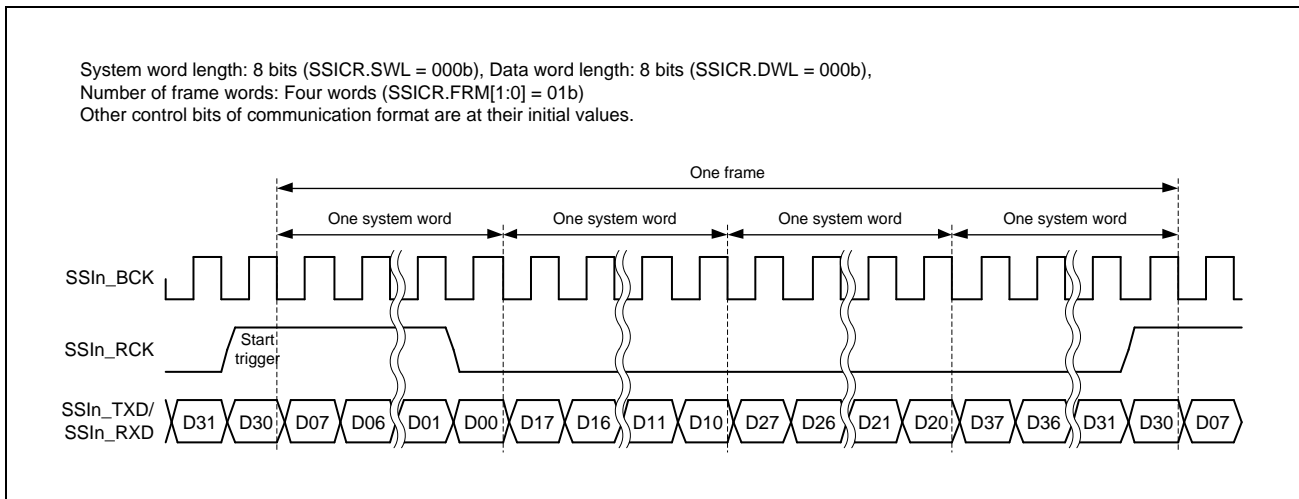 System word length: 8 bits (SSICR.SWL = 000b), Data word length: 8 bits (SSICR.DWL = 000b),
Number of frame words: Four words (SSICR.FRM[1:0] = 01b)
Other control bits of communication format are at their initial values.
One frame
One system word One system word One system word One system word
SSIn_BCK
SSIn_RCK
Start
trigger
SSIn_TXD/
SSIn_RXD
D31 D30 D07 D06 D01 D00 D17 D16 D11 D10 D27 D26 D21 D20 D37 D36 D31 D30 D07